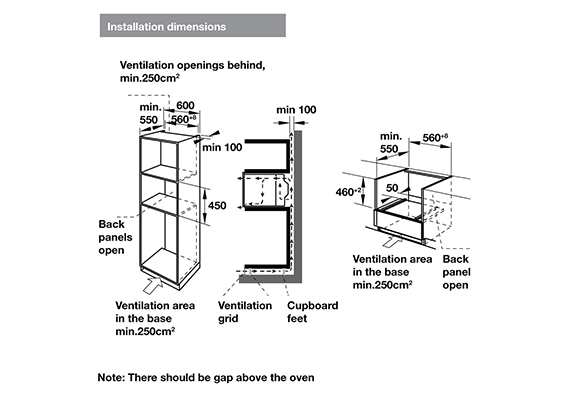 Installation dimensions
Ventilation openings behind,
min.250cm²
min.
550
600
560⁺⁸
min 100
450
Back
panels
open
Ventilation area
in the base
min.250cm²
min 100
Ventilation
grid
Cupboard
feet
min.
550
560⁺⁸
460⁺²
50
Ventilation area
in the base
min.250cm²
Back
panel
open
Note: There should be gap above the oven